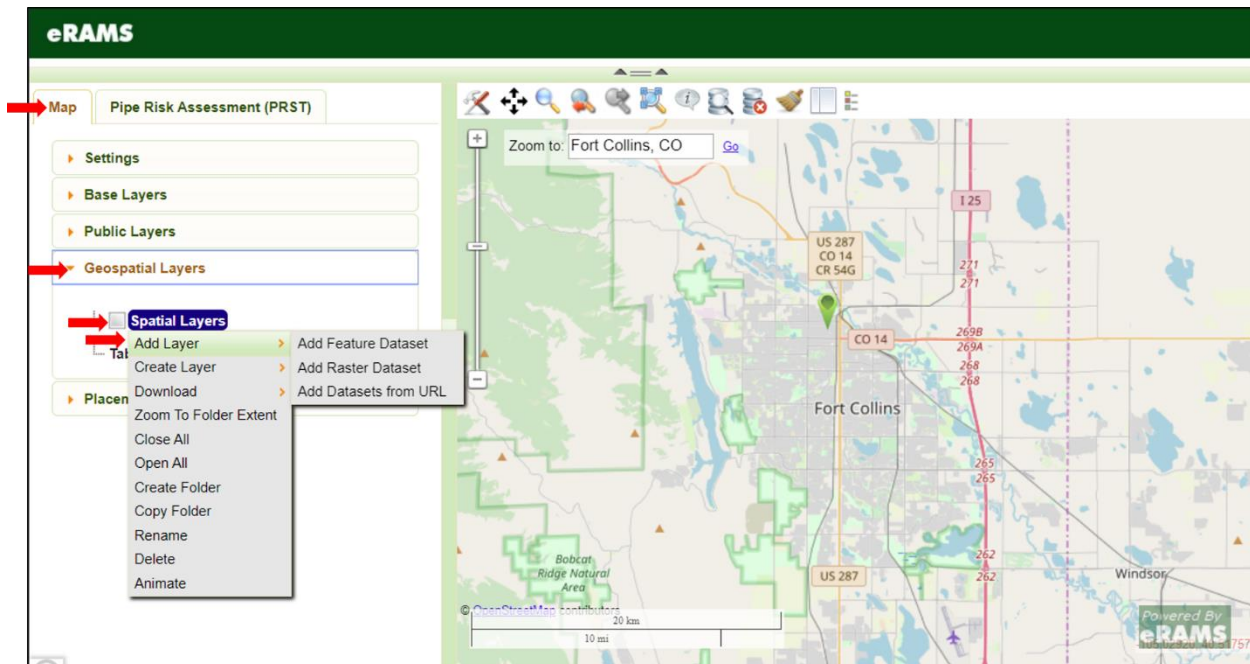 eRAMS
Map
Pipe Risk Assessment (PRST)
Settings
Base Layers
Public Layers
Geospatial Layers
Spatial Layers
Add Layer
Create Layer
Download
Zoom To Folder Extent
Close All
Open All
Create Folder
Copy Folder
Rename
Delete
Animate
Add Feature Dataset
Add Raster Dataset
Add Datasets from URL
Zoom to:
Fort Collins, CO
Go
I 25
US 287
CO 14
CR 54G
271
271
CO 14
269B
269A
268
268
Fort Collins
265
265
262
262
Bobcat
Ridge Natural
Area
US 287
Windsor
© OpenStreetMap contributors
20 km
10 mi
Powered By
eRAMS